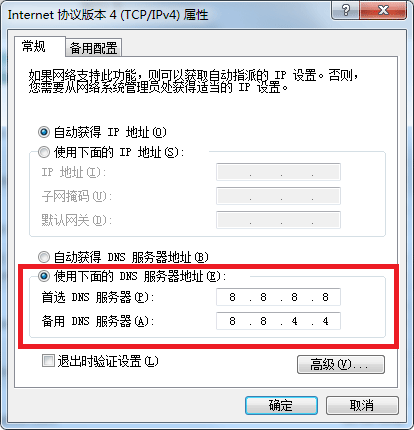 Internet 协议版本 4 (TCP/IPv4) 属性
常规
备用配置
如果网络支持此功能，则可以获取自动指派的 IP 设置。否则，
您需要从网络系统管理员处获得适当的 IP 设置。
自动获得 IP 地址(O)
使用下面的 IP 地址(S):
IP 地址(I):
子网掩码(U):
默认网关(D):
自动获得 DNS 服务器地址(B)
使用下面的 DNS 服务器地址(E):
首选 DNS 服务器(P): 8 . 8 . 8 . 8
备用 DNS 服务器(A): 8 . 8 . 4 . 4
退出时验证设置(L)
高级(V)...
确定
取消